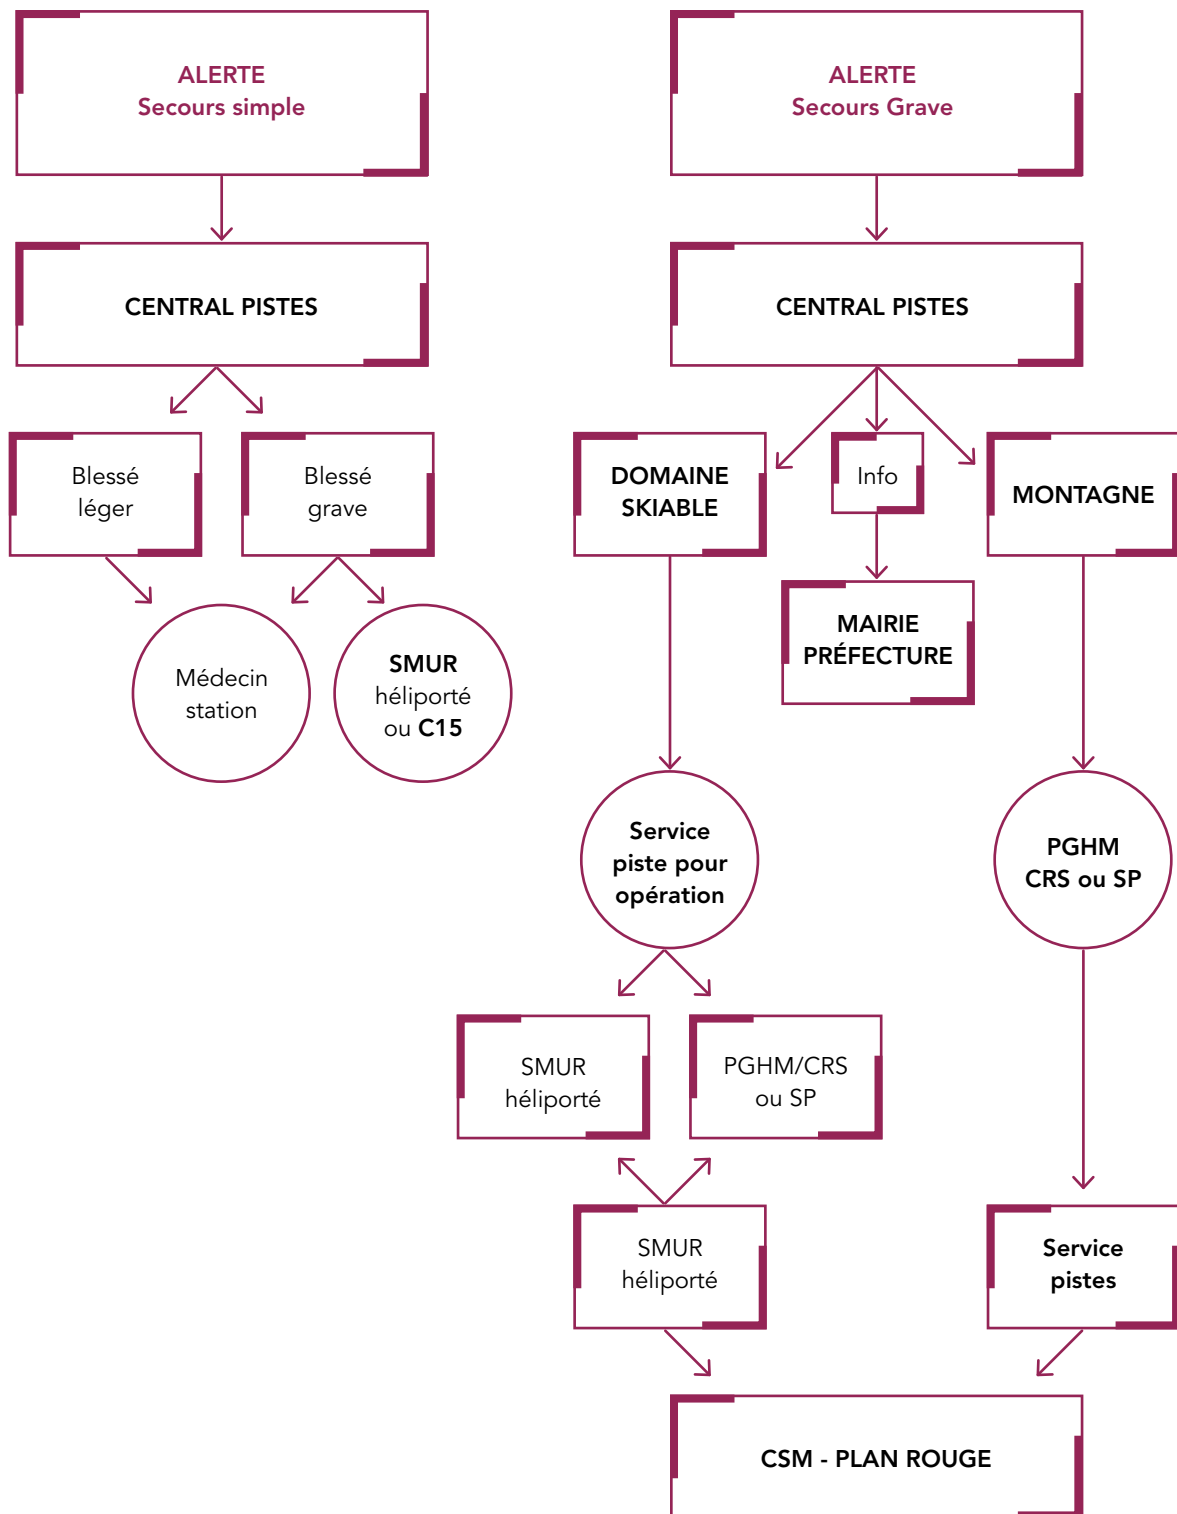 ALERTE
Secours simple
ALERTE
Secours Grave
CENTRAL PISTES
CENTRAL PISTES
Blessé
léger
Blessé
grave
DOMAINE
SKIABLE
Info
MONTAGNE
Médecin
station
SMUR
héliporté
ou C15
MAIRIE
PRÉFECTURE
Service
piste pour
opération
PGHM
CRS ou SP
SMUR
héliporté
PGHM/CRS
ou SP
SMUR
héliporté
Service
pistes
CSM - PLAN ROUGE